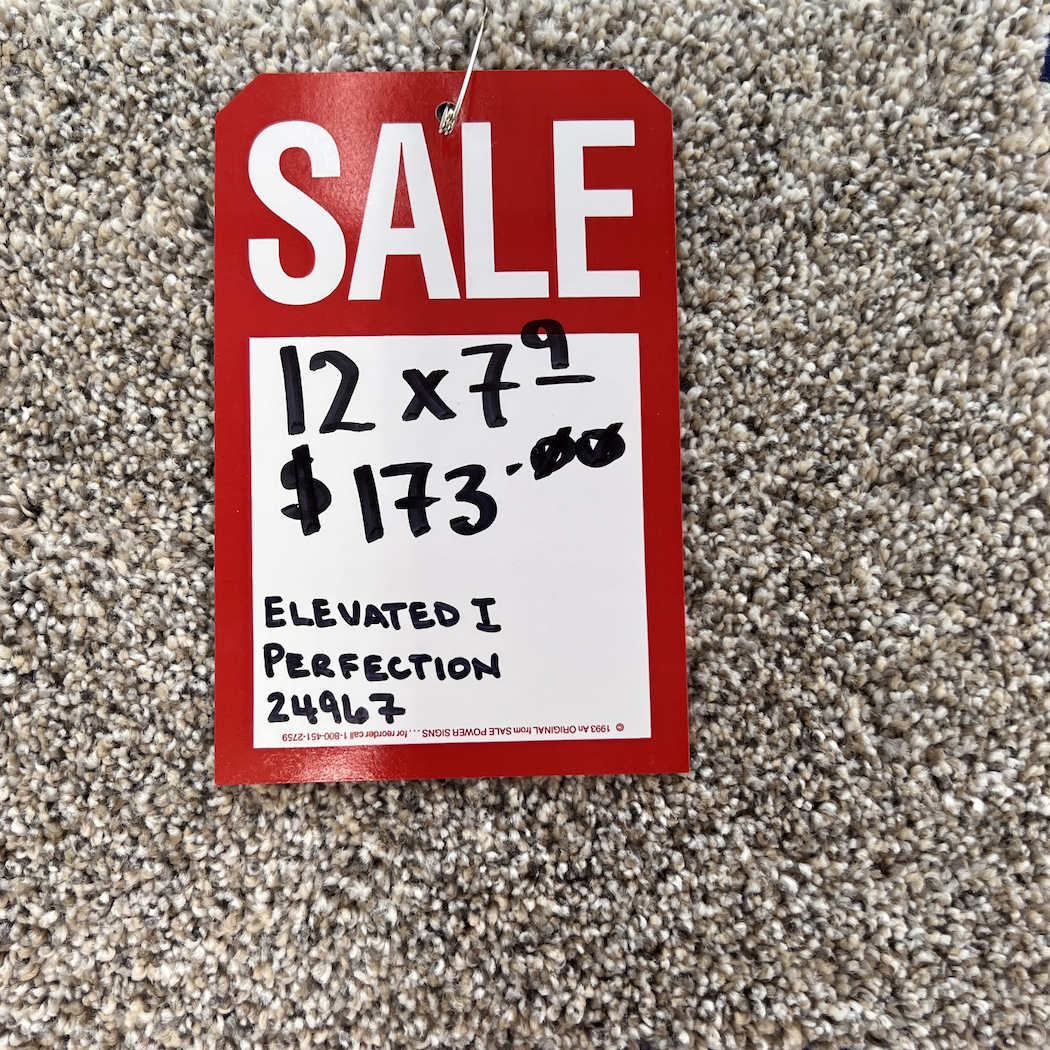 SALE
12 x 7⁹
$173.00
ELEVATED I
PERFECTION
24967
© 1993 An ORIGINAL from SALE POWER SIGNS . . . . for reorder call 1-800-451-2759